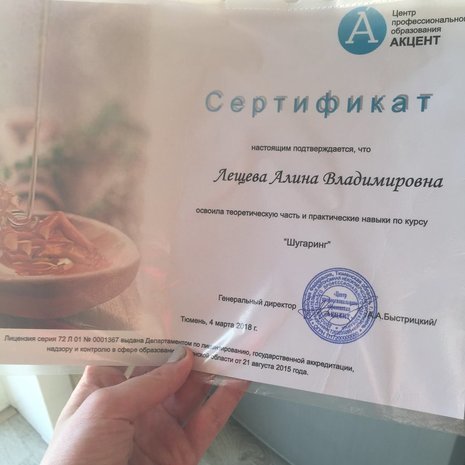 Центр
профессионального
образования
АКЦЕНТ
Сертификат
настоящим подтверждается, что
Лещева Алина Владимировна
освоила теоретическую часть и практические навыки по курсу
"Шугаринг"
Генеральный директор
/А.А.Быстрицкий/
Тюмень, 4 марта 2018 г.
Лицензия серия 72 Л 01 № 0001367 выдана Департаментом по лицензированию, государственной аккредитации,
надзору и контролю в сфере образования области от 21 августа 2015 года.